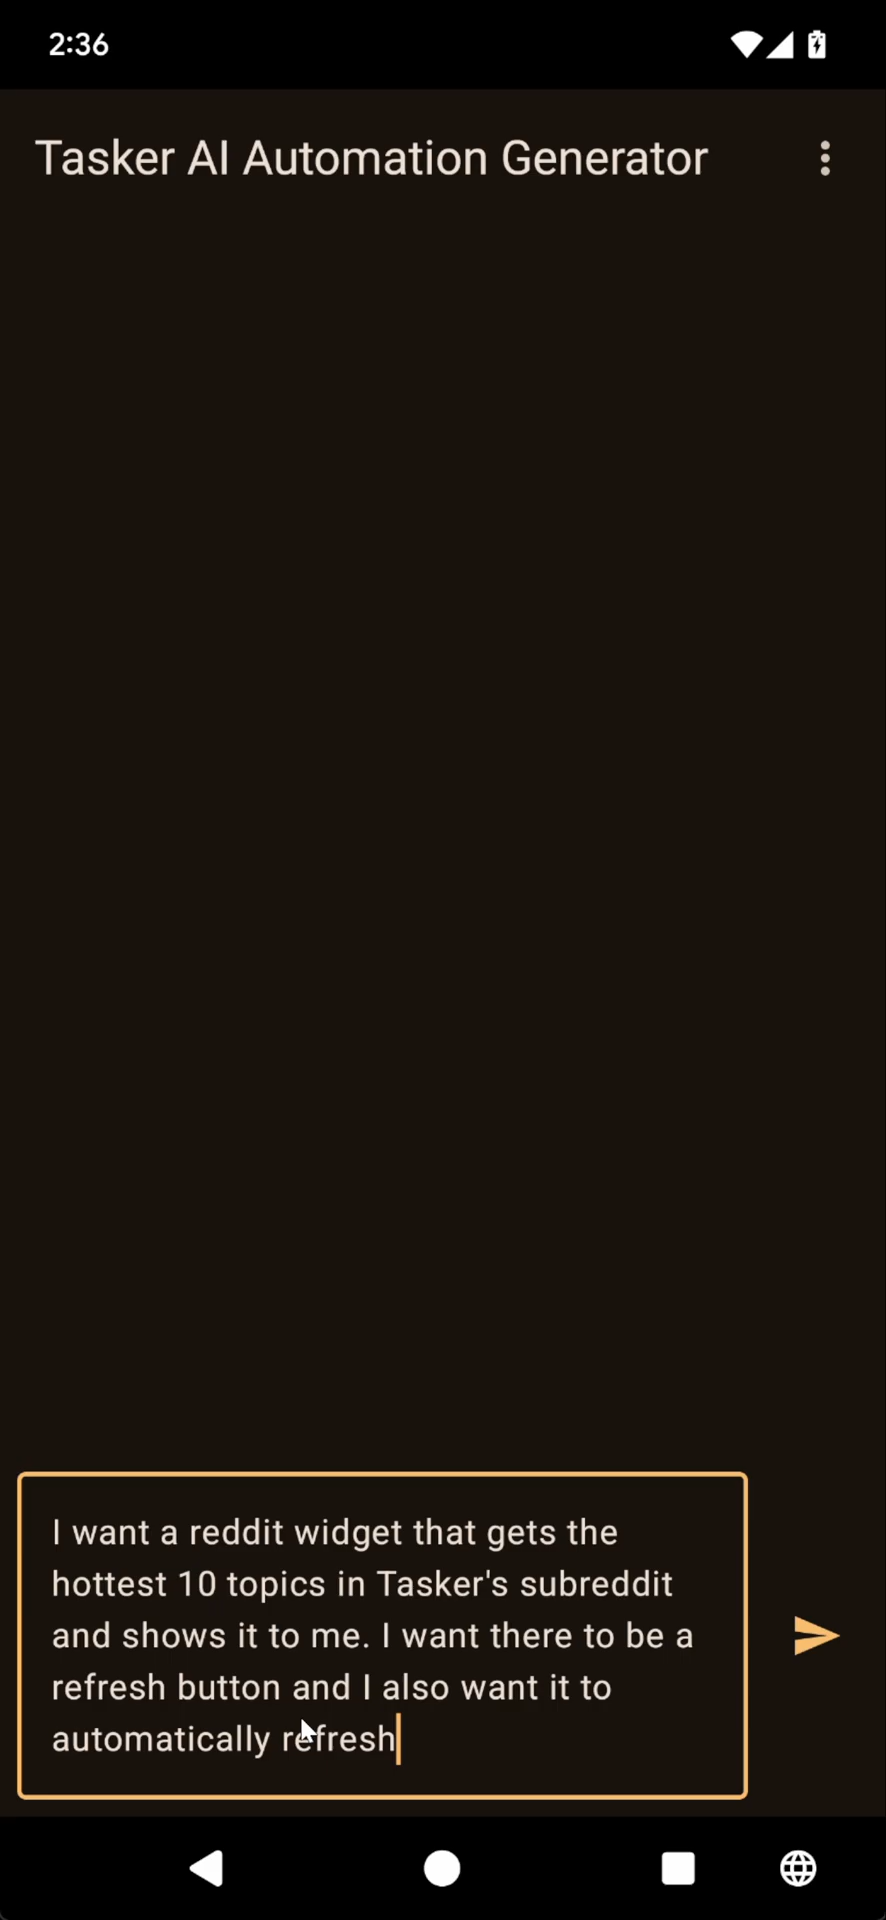 2:36
Tasker AI Automation Generator
I want a reddit widget that gets the
hottest 10 topics in Tasker's subreddit
and shows it to me. I want there to be a
refresh button and I also want it to
automatically refresh